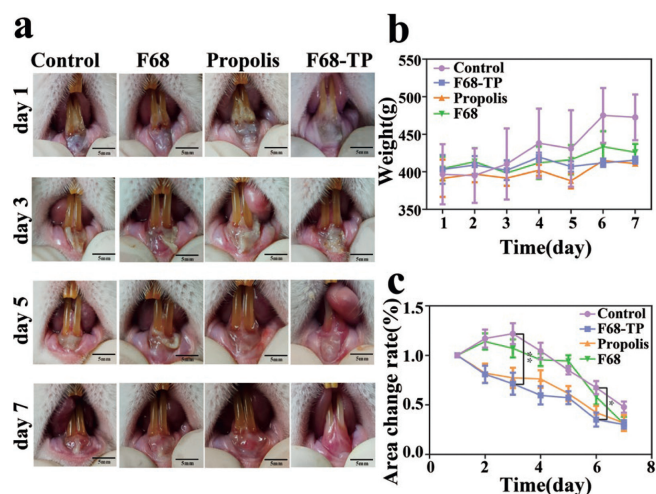 a
Control F68 Propolis F68-TP
day 1
5mm 5mm 5mm 5mm
day 3
5mm 5mm 5mm 5mm
day 5
5mm 5mm 5mm 5mm
day 7
5mm 5mm 5mm 5mm
b
Weight(g)
550
500
450
400
350
Control
F68-TP
Propolis
F68
1 2 3 4 5 6 7
Time(day)
c
Area change rate(%)
1.5
1.0
0.5
0.0
Control
F68-TP
Propolis
F68
**
*
0 2 4 6 8
Time(day)